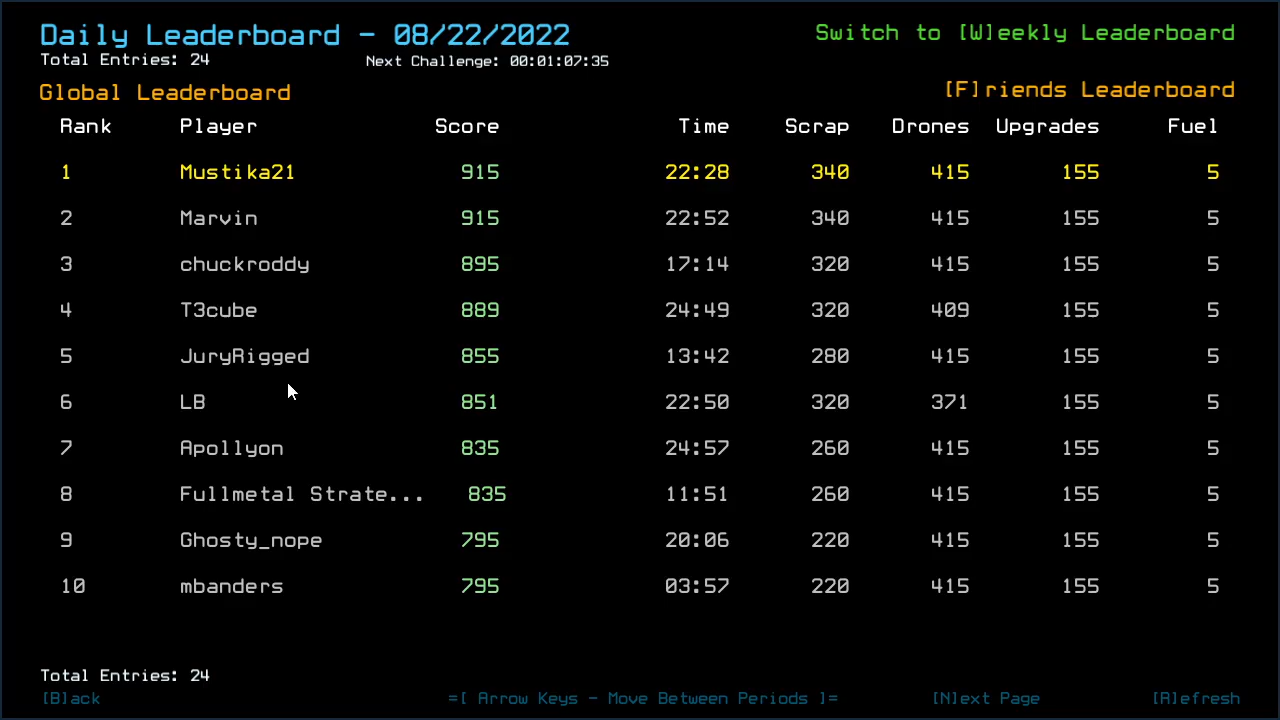 Daily Leaderboard - 08/22/2022 Switch to [W]eekly Leaderboard
Total Entries: 24 Next Challenge: 00:01:07:35
Global Leaderboard [F]riends Leaderboard
Rank Player Score Time Scrap Drones Upgrades Fuel
1 Mustika21 915 22:28 340 415 155 5
2 Marvin 915 22:52 340 415 155 5
3 chuckroddy 895 17:14 320 415 155 5
4 T3cube 889 24:49 320 409 155 5
5 JuryRigged 855 13:42 280 415 155 5
6 LB 851 22:50 320 371 155 5
7 Apollyon 835 24:57 260 415 155 5
8 Fullmetal Strate... 835 11:51 260 415 155 5
9 Ghosty_nope 795 20:06 220 415 155 5
10 mbanders 795 03:57 220 415 155 5
Total Entries: 24
[B]ack =[ Arrow Keys - Move Between Periods ]= [N]ext Page [R]efresh